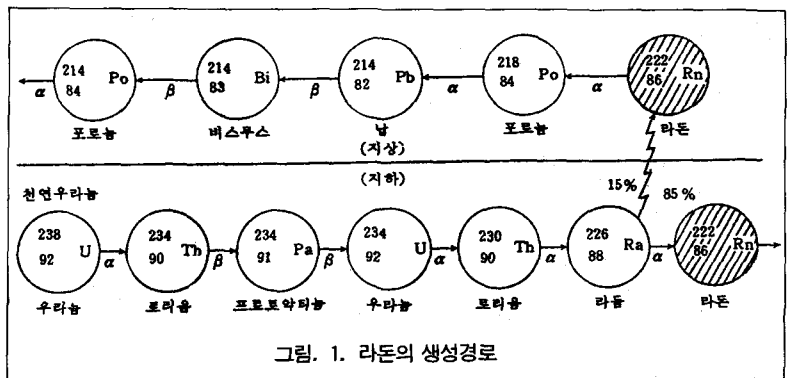 214 Po 84
214 Bi 83
214 Pb 82
218 Po 84
222 Rn 86
α β β α α
포로늄 비스무스 납 포로늄 라돈
(지상)
(지하)
15% 85%
천연우라늄
238 U 92
234 Th 90
234 Pa 91
234 U 92
230 Th 90
226 Ra 88
222 Rn 86
α β β α α α
우라늄 토리움 프로토악티늄 우라늄 토리움 라듐 라돈
그림. 1. 라돈의 생성경로